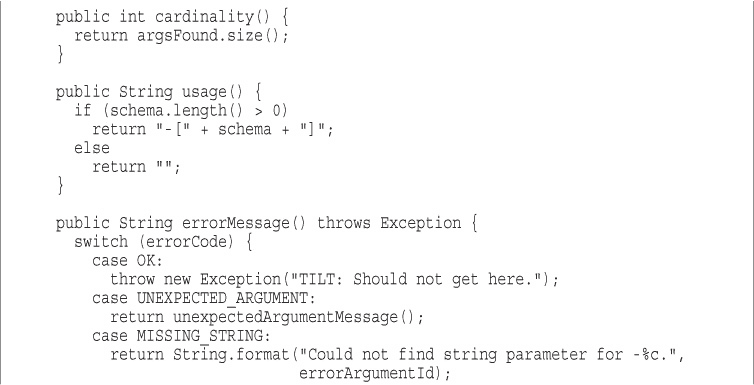 public int cardinality() {
return argsFound.size();
}
public String usage() {
if (schema.length() > 0)
return "-[" + schema + "]";
else
return "";
}
public String errorMessage() throws Exception {
switch (errorCode) {
case OK:
throw new Exception("TILT: Should not get here.");
case UNEXPECTED_ARGUMENT:
return unexpectedArgumentMessage();
case MISSING_STRING:
return String.format("Could not find string parameter for -%c.",
errorArgumentId);